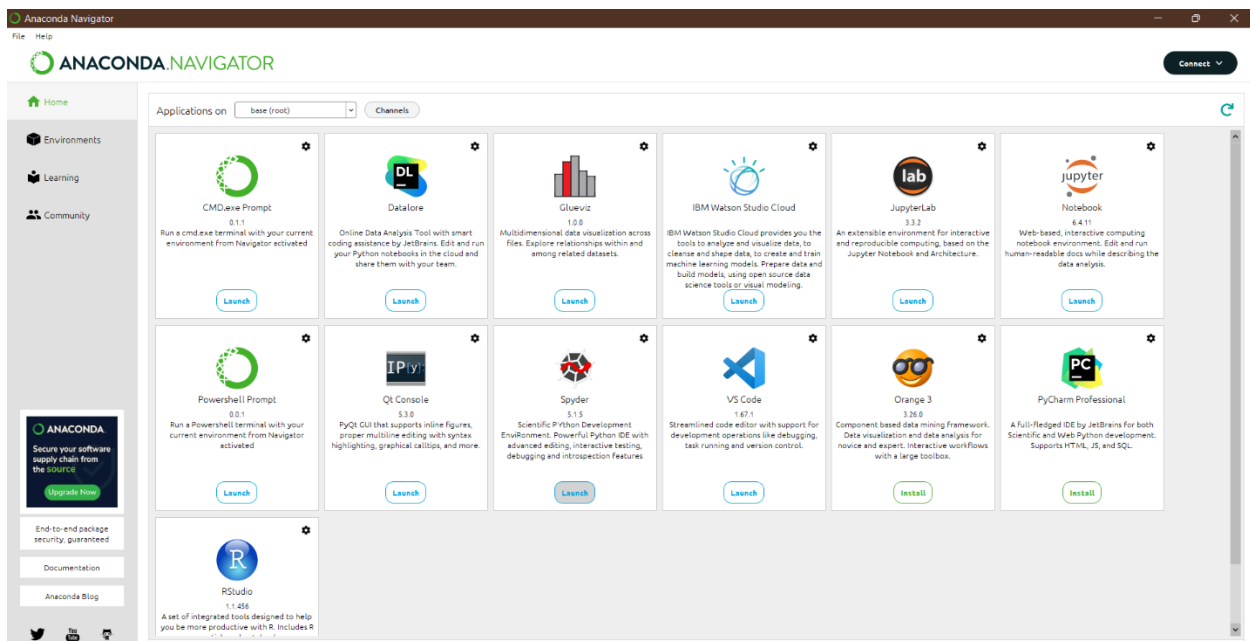 Anaconda Navigator
File Help
ANACONDA.NAVIGATOR
Connect
Home
Environments
Learning
Community
Applications on base (root) Channels
CMD.exe Prompt
0.1.1
Run a cmd.exe terminal with your current
environment from Navigator activated
Launch
DL
Datalore
Online Data Analysis Tool with smart
coding assistance by JetBrains. Edit and run
your Python notebooks in the cloud and
share them with your team.
Launch
Glueviz
1.0.0
Multidimensional data visualization across
files. Explore relationships within and
among related datasets.
Launch
IBM Watson Studio Cloud
IBM Watson Studio Cloud provides you the
tools to analyze and visualize data, to
cleanse and shape data, to create and train
machine learning models. Prepare data and
build models, using open source data
science tools or visual modeling.
Launch
lab
JupyterLab
3.3.2
An extensible environment for interactive
and reproducible computing, based on the
Jupyter Notebook and Architecture.
Launch
jupyter
Notebook
6.4.11
Web-based, interactive computing
notebook environment. Edit and run
human-readable docs while describing the
data analysis.
Launch
Powershell Prompt
0.0.1
Run a Powershell terminal with your
current environment from Navigator
activated
Launch
IP[y]:
Qt Console
5.3.0
PyQt GUI that supports inline figures,
proper multiline editing with syntax
highlighting, graphical calltips, and more.
Launch
Spyder
5.1.5
Scientific PYthon Development
EnviRonment. Powerful Python IDE with
advanced editing, interactive testing,
debugging and introspection features
Launch
VS Code
1.67.1
Streamlined code editor with support for
development operations like debugging,
task running and version control.
Launch
Orange 3
3.26.0
Component based data mining framework.
Data visualization and data analysis for
novice and expert. Interactive workflows
with a large toolbox.
Install
PC
PyCharm Professional
A full-fledged IDE by JetBrains for both
Scientific and Web Python development.
Supports HTML, JS, and SQL.
Install
R
RStudio
1.1.456
A set of integrated tools designed to help
you be more productive with R. Includes R
ANACONDA.
Secure your software
supply chain from
the source
Upgrade Now
End-to-end package
security, guaranteed
Documentation
Anaconda Blog
You
Tube